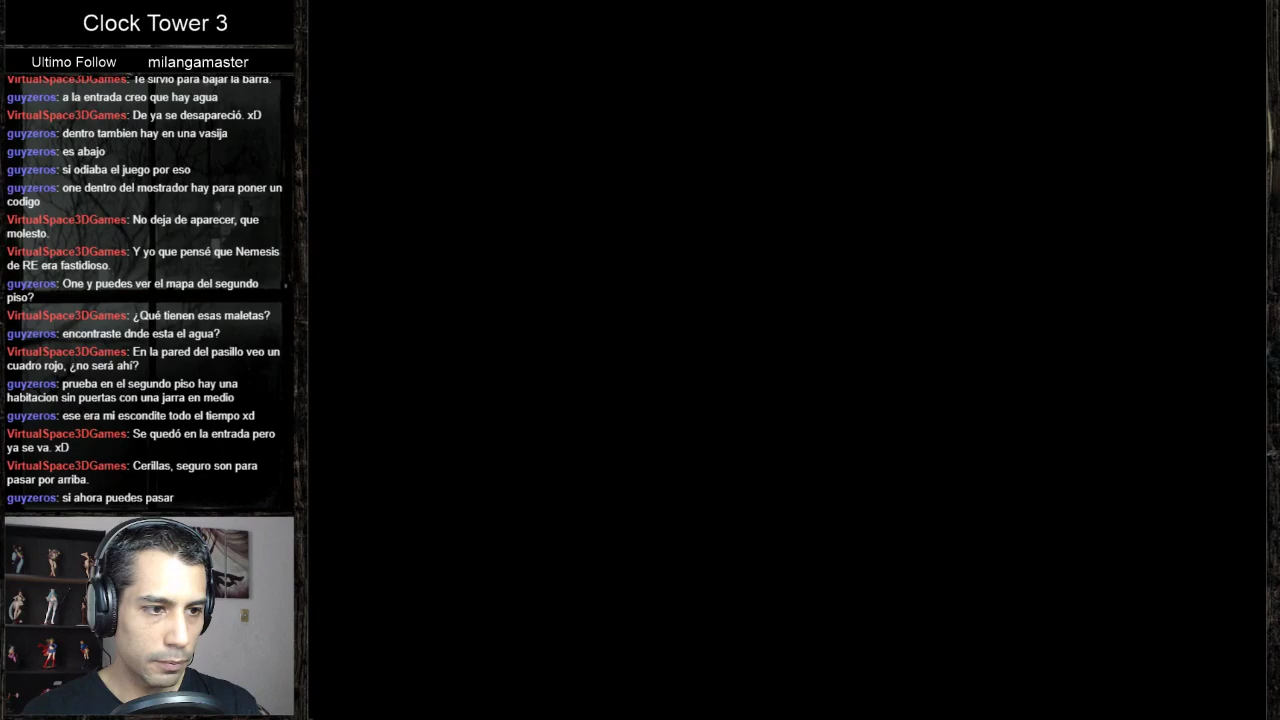 Clock Tower 3
Ultimo Follow milangamaster
VirtualSpace3DGames: Te sirvio para bajar la barra.
guyzeros: a la entrada creo que hay agua
VirtualSpace3DGames: De ya se desapareció. xD
guyzeros: dentro tambien hay en una vasija
guyzeros: es abajo
guyzeros: si odiaba el juego por eso
guyzeros: one dentro del mostrador hay para poner un
codigo
VirtualSpace3DGames: No deja de aparecer, que
molesto.
VirtualSpace3DGames: Y yo que pensé que Nemesis
de RE era fastidioso.
guyzeros: One y puedes ver el mapa del segundo
piso?
VirtualSpace3DGames: ¿Qué tienen esas maletas?
guyzeros: encontraste dnde esta el agua?
VirtualSpace3DGames: En la pared del pasillo veo un
cuadro rojo, ¿no será ahí?
guyzeros: prueba en el segundo piso hay una
habitacion sin puertas con una jarra en medio
guyzeros: ese era mi escondite todo el tiempo xd
VirtualSpace3DGames: Se quedó en la entrada pero
ya se va. xD
VirtualSpace3DGames: Cerillas, seguro son para
pasar por arriba.
guyzeros: si ahora puedes pasar